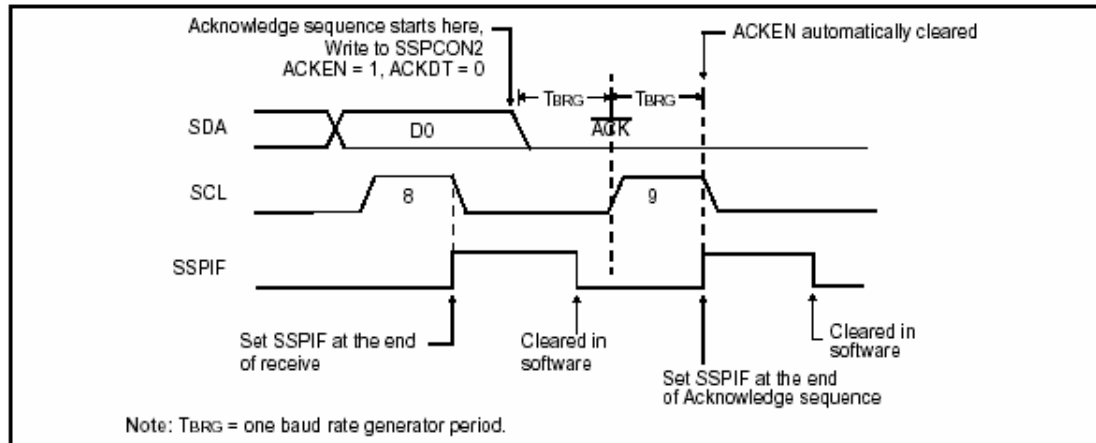 Acknowledge sequence starts here,
Write to SSPCON2
ACKEN = 1, ACKDT = 0
ACKEN automatically cleared
TBRG
TBRG
SDA
D0
ACK
SCL
8
9
SSPIF
Set SSPIF at the end
of receive
Cleared in
software
Set SSPIF at the end
of Acknowledge sequence
Cleared in
software
Note: TBRG = one baud rate generator period.